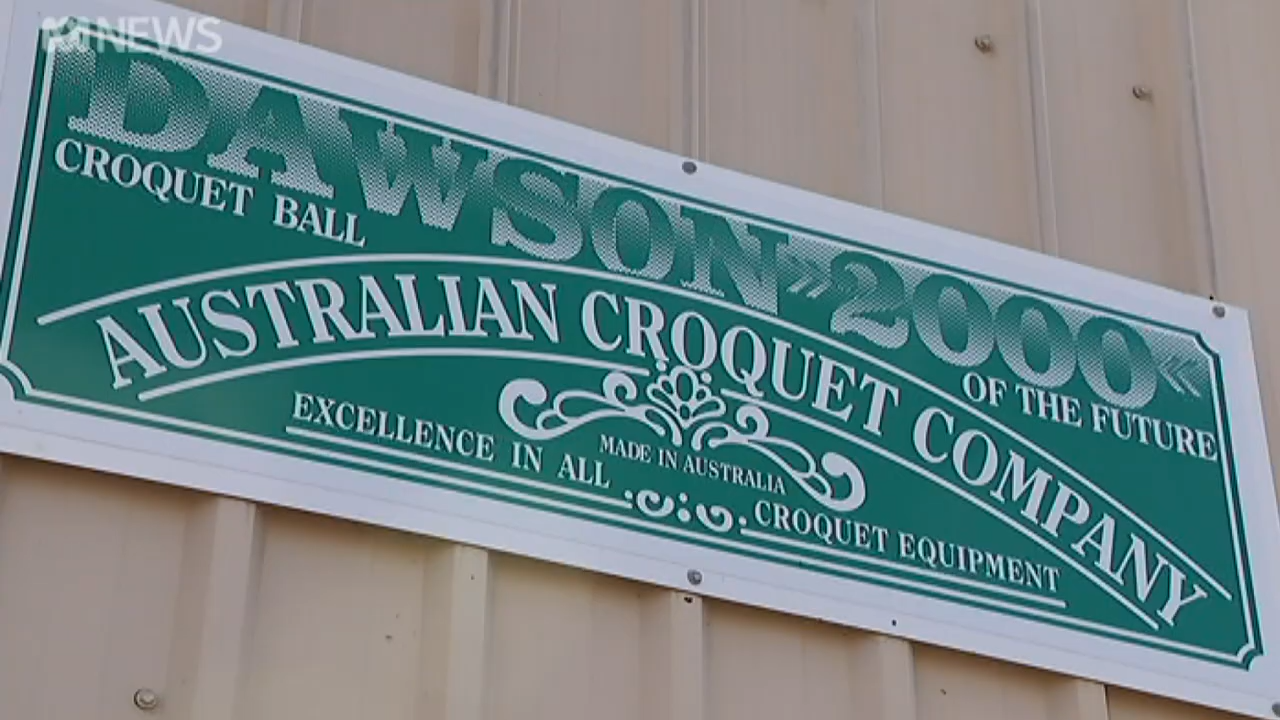 NEWS
DAWSON »2000«
CROQUET BALL
OF THE FUTURE
AUSTRALIAN CROQUET COMPANY
MADE IN AUSTRALIA
EXCELLENCE IN ALL
CROQUET EQUIPMENT